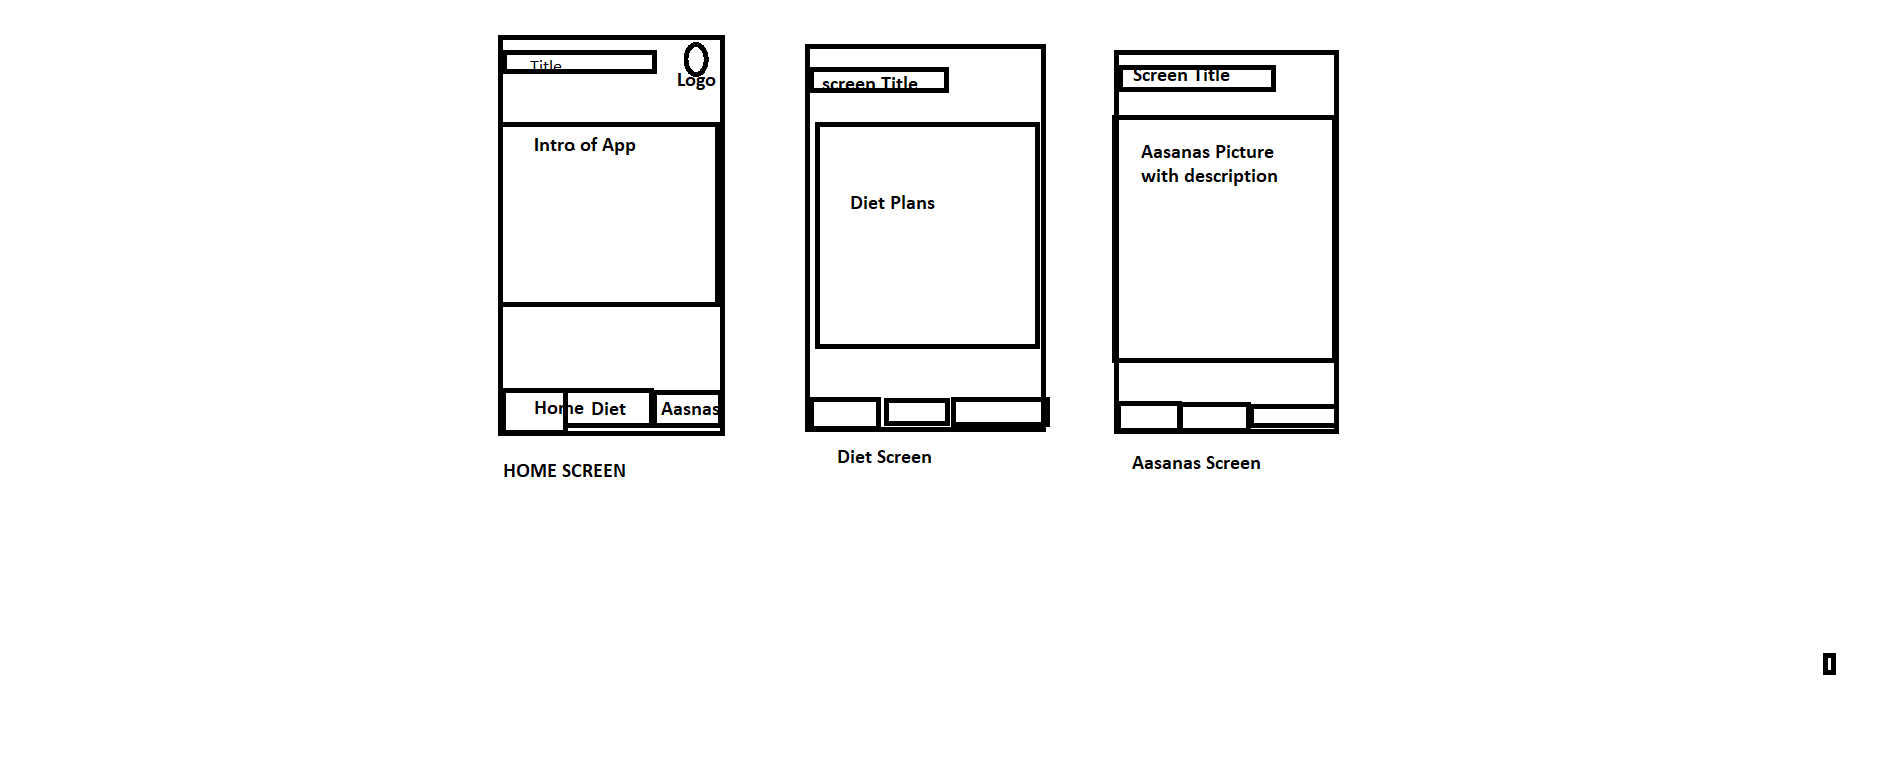 Title
Logo
Intro of App
Home
Diet
Aasnas
HOME SCREEN
screen Title
Diet Plans
Diet Screen
Screen Title
Aasanas Picture
with description
Aasanas Screen